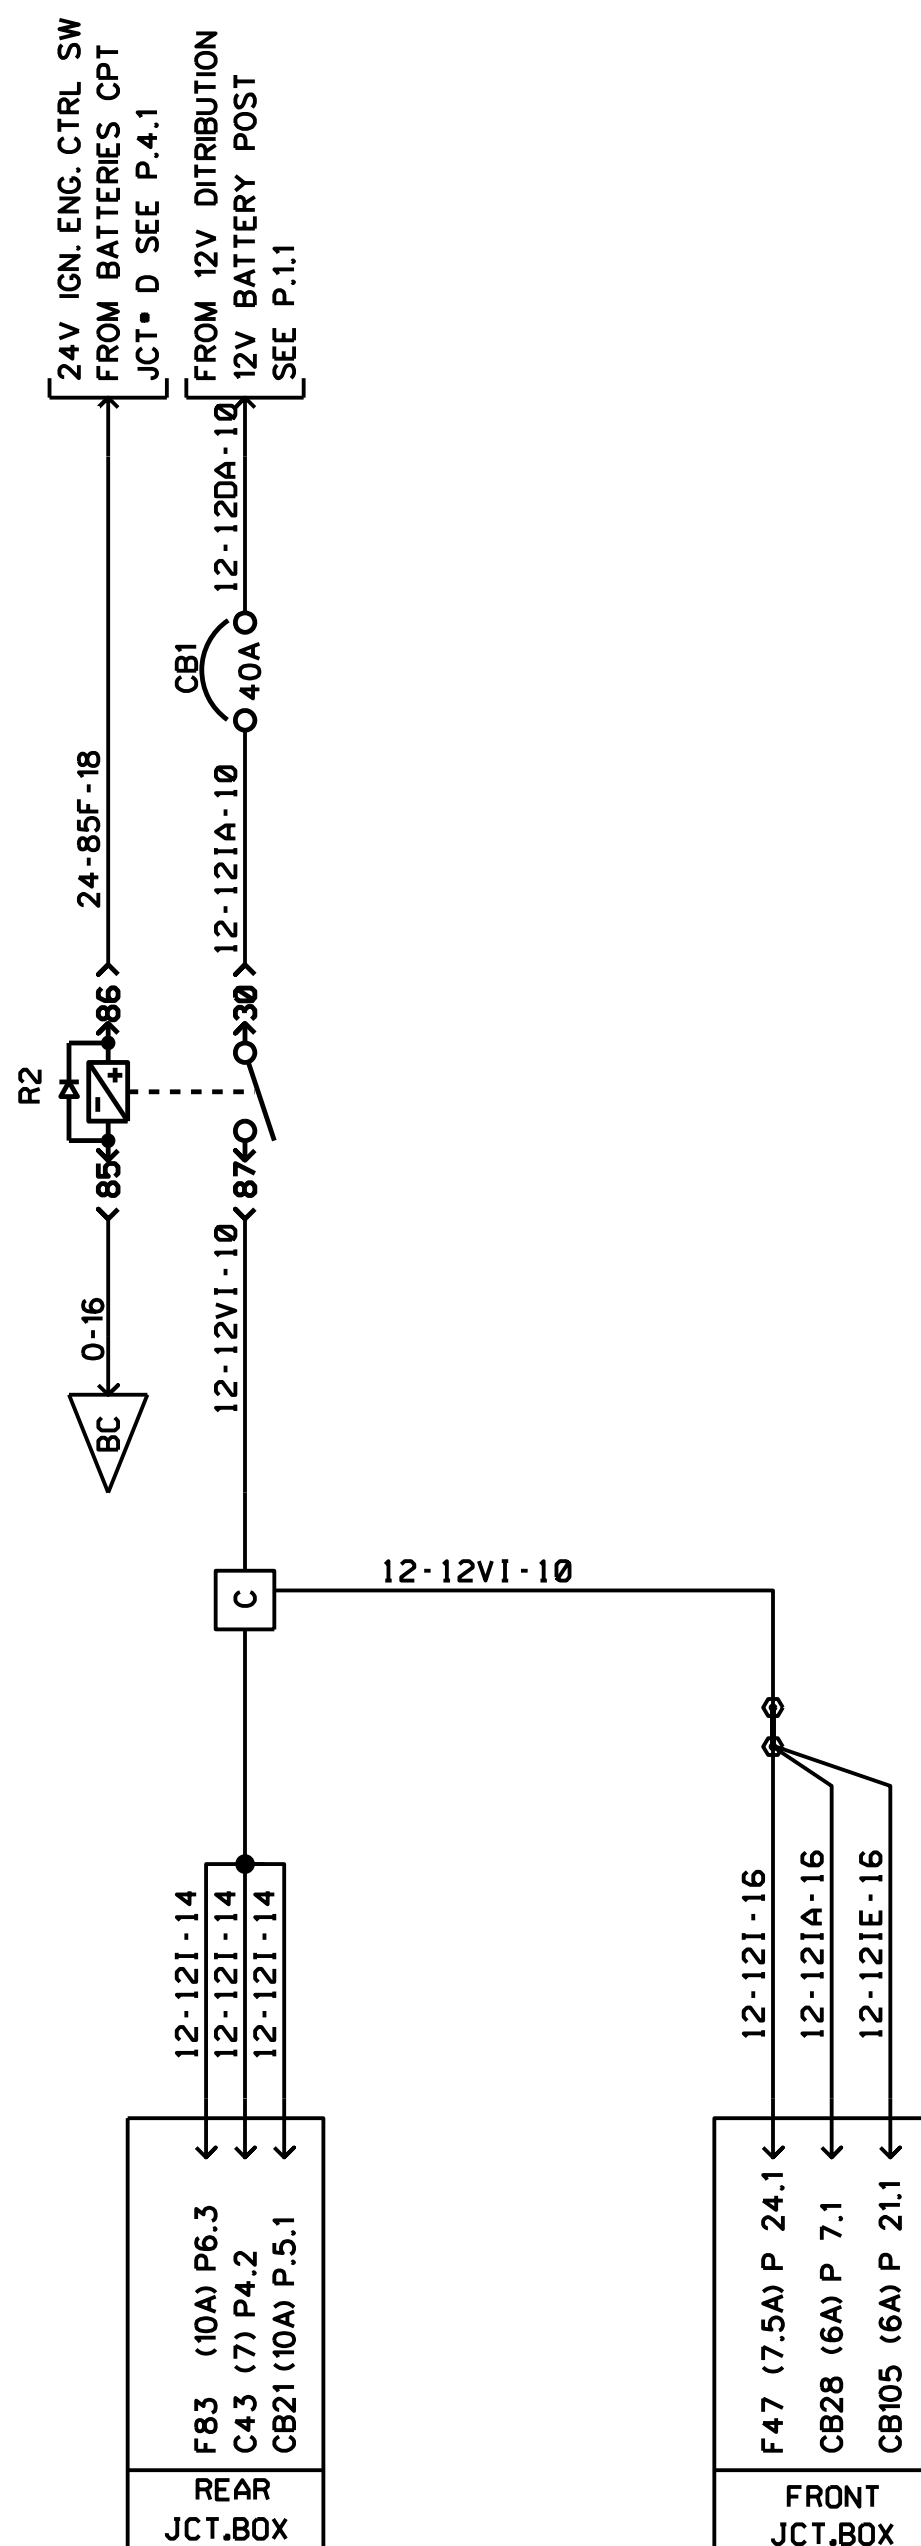 24V IGN. ENG. CTRL SW
FROM BATTERIES CPT
JCT• D SEE P.4.1
FROM 12V DITRIBUTION
12V BATTERY POST
SEE P.1.1
12-12DA-10
CB1
40A
24-85F-18
12-12IA-10
86
30
R2
+
-
85
87
0-16
12-12VI-10
BC
12-12VI-10
C
12-12I-14
12-12I-14
12-12I-14
12-12I-16
12-12IA-16
12-12IE-16
F83 (10A) P6.3
C43 (7) P4.2
CB21 (10A) P.5.1
F47 (7.5A) P 24.1
CB28 (6A) P 7.1
CB105 (6A) P 21.1
REAR
JCT.BOX
FRONT
JCT.BOX